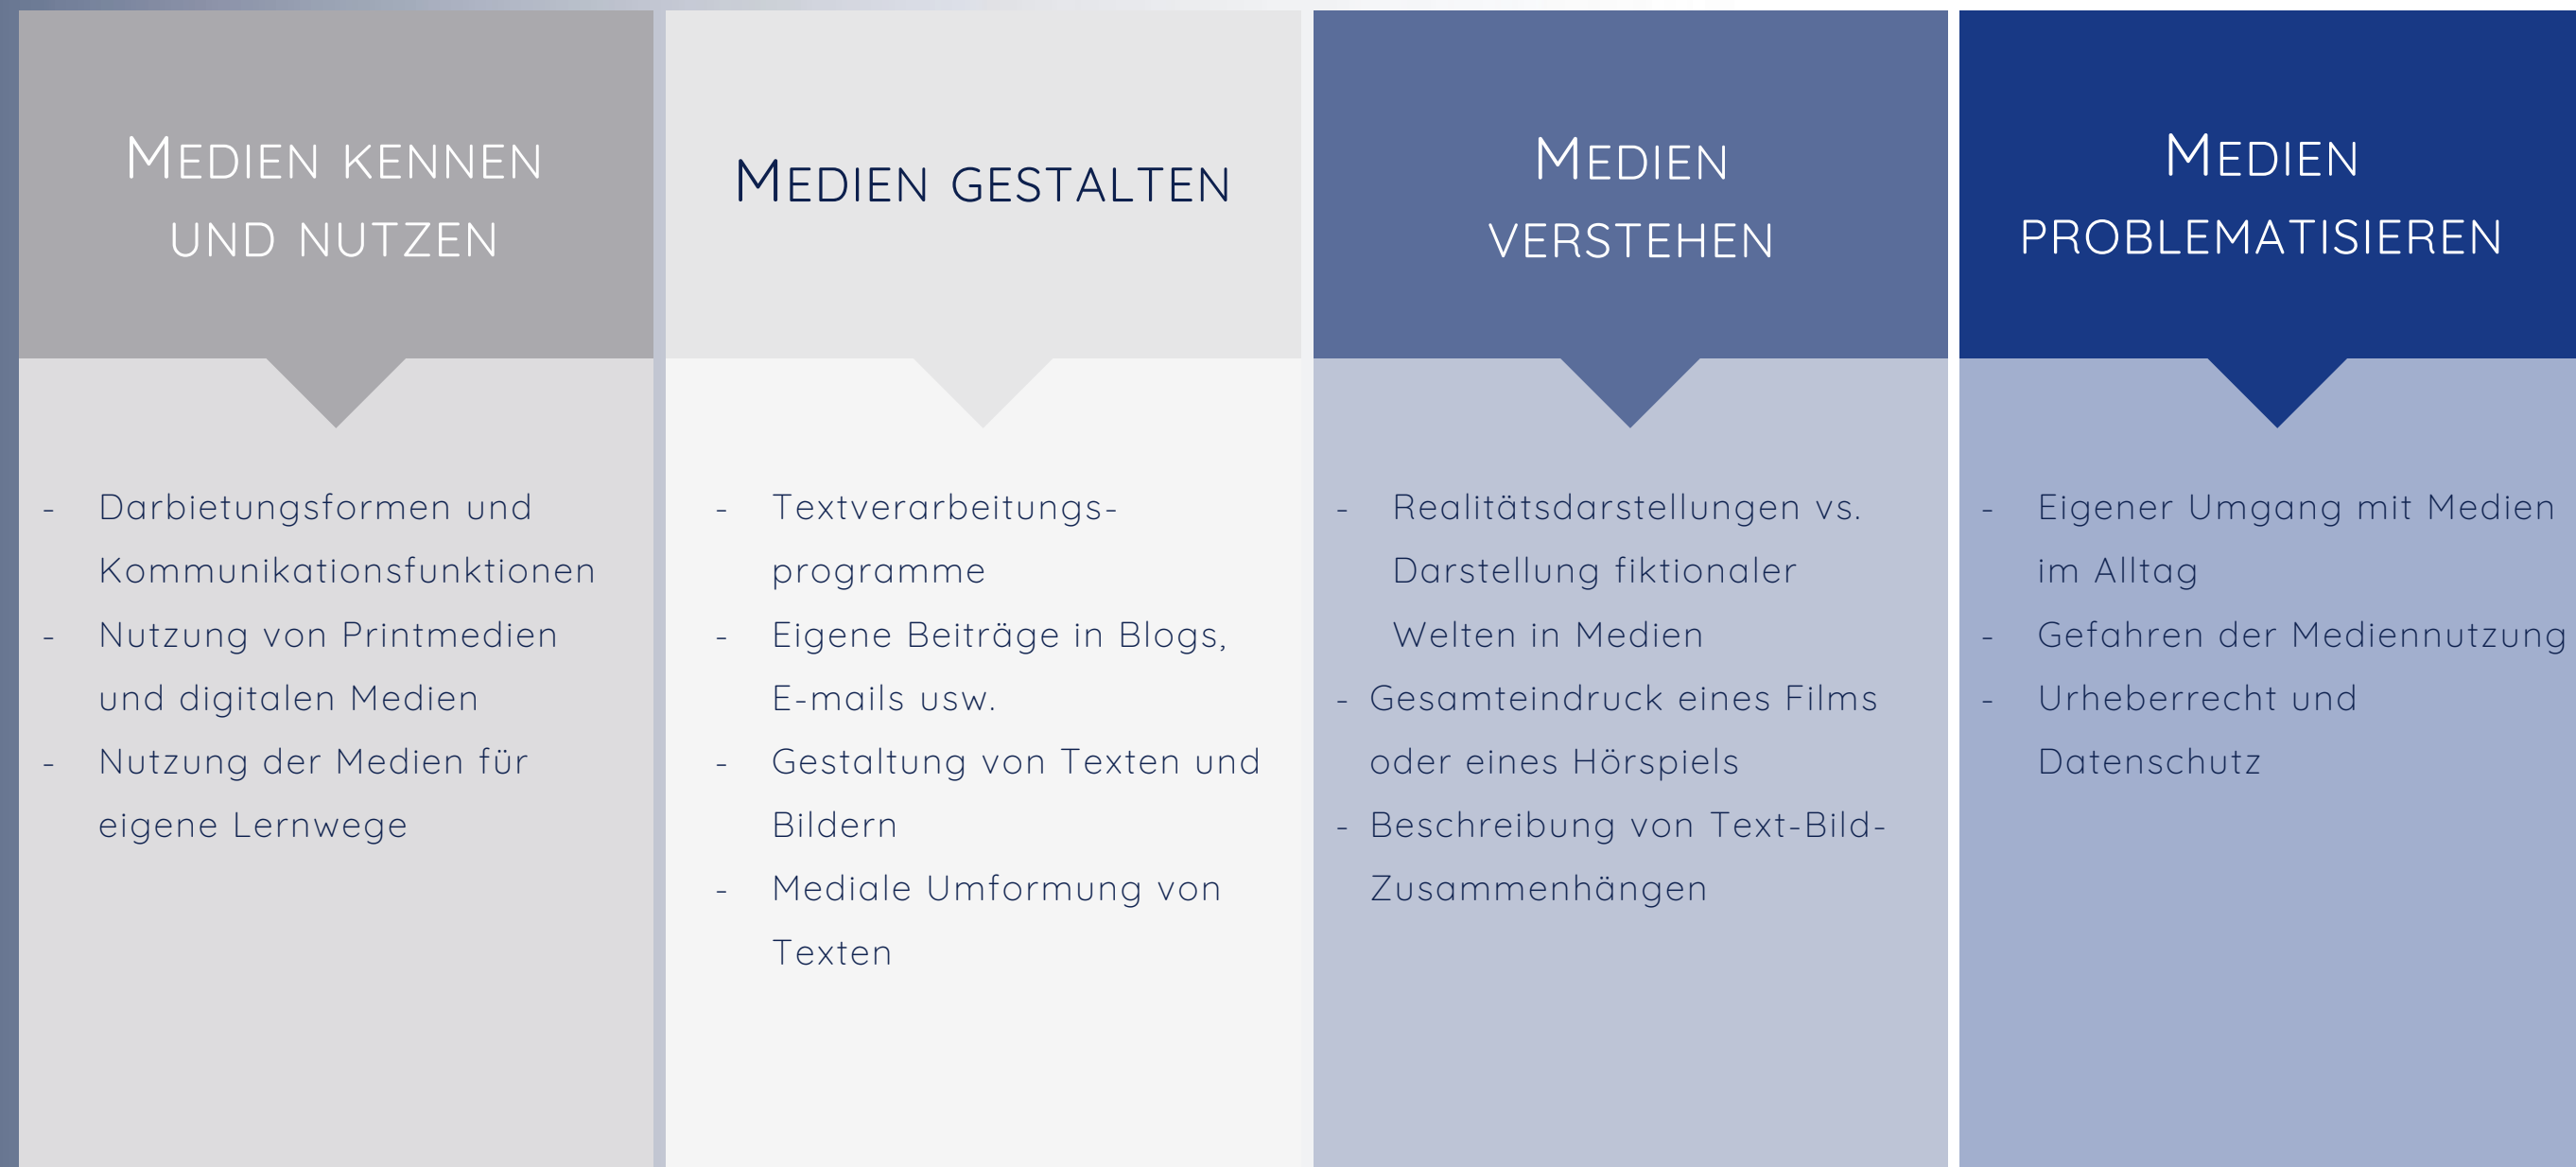 Medien kennen
und nutzen
- Darbietungsformen und
Kommunikationsfunktionen
- Nutzung von Printmedien
und digitalen Medien
- Nutzung der Medien für
eigene Lernwege
Medien gestalten
- Textverarbeitungs-
programme
- Eigene Beiträge in Blogs,
E-mails usw.
- Gestaltung von Texten und
Bildern
- Mediale Umformung von
Texten
Medien
verstehen
- Realitätsdarstellungen vs.
Darstellung fiktionaler
Welten in Medien
- Gesamteindruck eines Films
oder eines Hörspiels
- Beschreibung von Text-Bild-
Zusammenhängen
Medien
problematisieren
- Eigener Umgang mit Medien
im Alltag
- Gefahren der Mediennutzung
- Urheberrecht und
Datenschutz